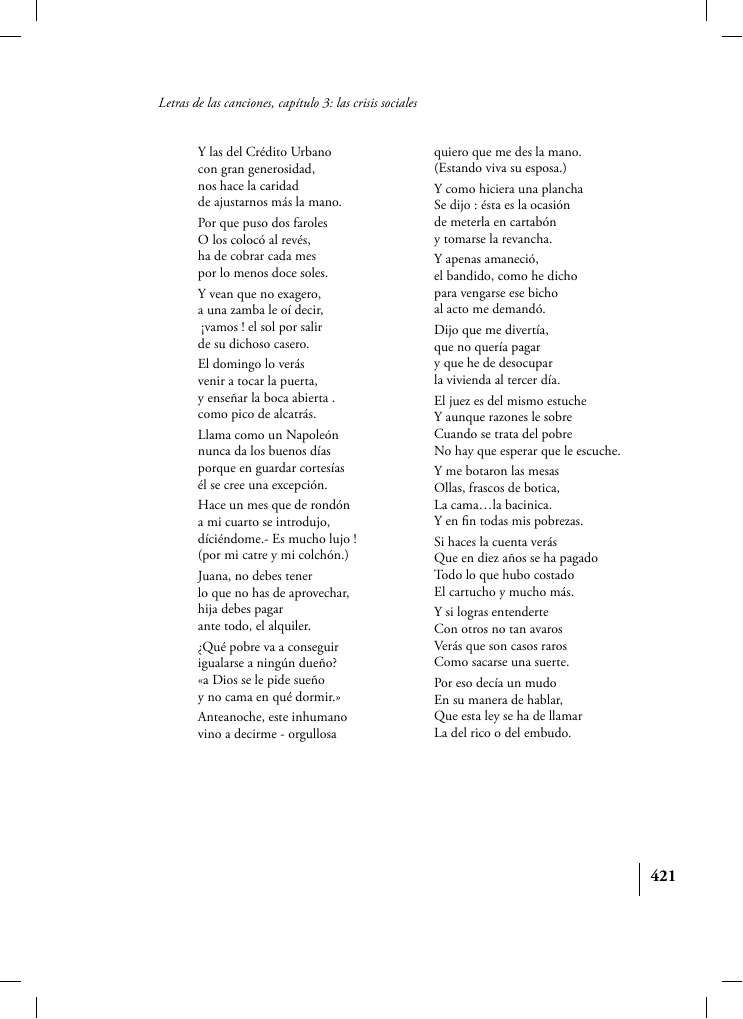 Letras de las canciones, capítulo 3: las crisis sociales
Y las del Crédito Urbano
con gran generosidad,
nos hace la caridad
de ajustarnos más la mano.
Por que puso dos faroles
O los colocó al revés,
ha de cobrar cada mes
por lo menos doce soles.
Y vean que no exagero,
a una zamba le oí decir,
¡vamos ! el sol por salir
de su dichoso casero.
El domingo lo verás
venir a tocar la puerta,
y enseñar la boca abierta .
como pico de alcatrás.
Llama como un Napoleón
nunca da los buenos días
porque en guardar cortesías
él se cree una excepción.
Hace un mes que de rondón
a mi cuarto se introdujo,
díciéndome.- Es mucho lujo !
(por mi catre y mi colchón.)
Juana, no debes tener
lo que no has de aprovechar,
hija debes pagar
ante todo, el alquiler.
¿Qué pobre va a conseguir
igualarse a ningún dueño?
«a Dios se le pide sueño
y no cama en qué dormir.»
Anteanoche, este inhumano
vino a decirme - orgullosa
quiero que me des la mano.
(Estando viva su esposa.)
Y como hiciera una plancha
Se dijo : ésta es la ocasión
de meterla en cartabón
y tomarse la revancha.
Y apenas amaneció,
el bandido, como he dicho
para vengarse ese bicho
al acto me demandó.
Dijo que me divertía,
que no quería pagar
y que he de desocupar
la vivienda al tercer día.
El juez es del mismo estuche
Y aunque razones le sobre
Cuando se trata del pobre
No hay que esperar que le escuche.
Y me botaron las mesas
Ollas, frascos de botica,
La cama…la bacinica.
Y en fin todas mis pobrezas.
Si haces la cuenta verás
Que en diez años se ha pagado
Todo lo que hubo costado
El cartucho y mucho más.
Y si logras entenderte
Con otros no tan avaros
Verás que son casos raros
Como sacarse una suerte.
Por eso decía un mudo
En su manera de hablar,
Que esta ley se ha de llamar
La del rico o del embudo.
421